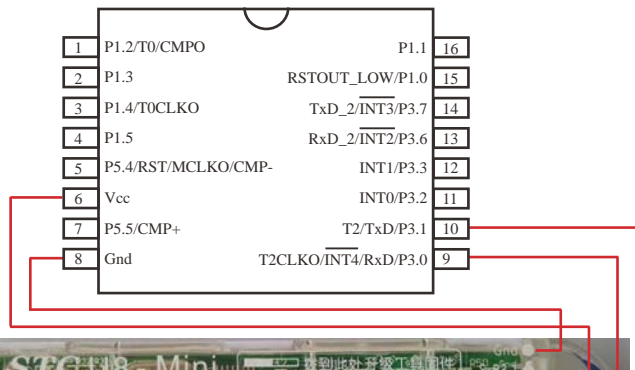 1 P1.2/T0/CMPO P1.1 16
2 P1.3 RSTOUT_LOW/P1.0 15
3 P1.4/T0CLKO TxD_2/INT3/P3.7 14
4 P1.5 RxD_2/INT2/P3.6 13
5 P5.4/RST/MCLKO/CMP- INT1/P3.3 12
6 Vcc INT0/P3.2 11
7 P5.5/CMP+ T2/TxD/P3.1 10
8 Gnd T2CLKO/INT4/RxD/P3.0 9
Gnd
- Mini